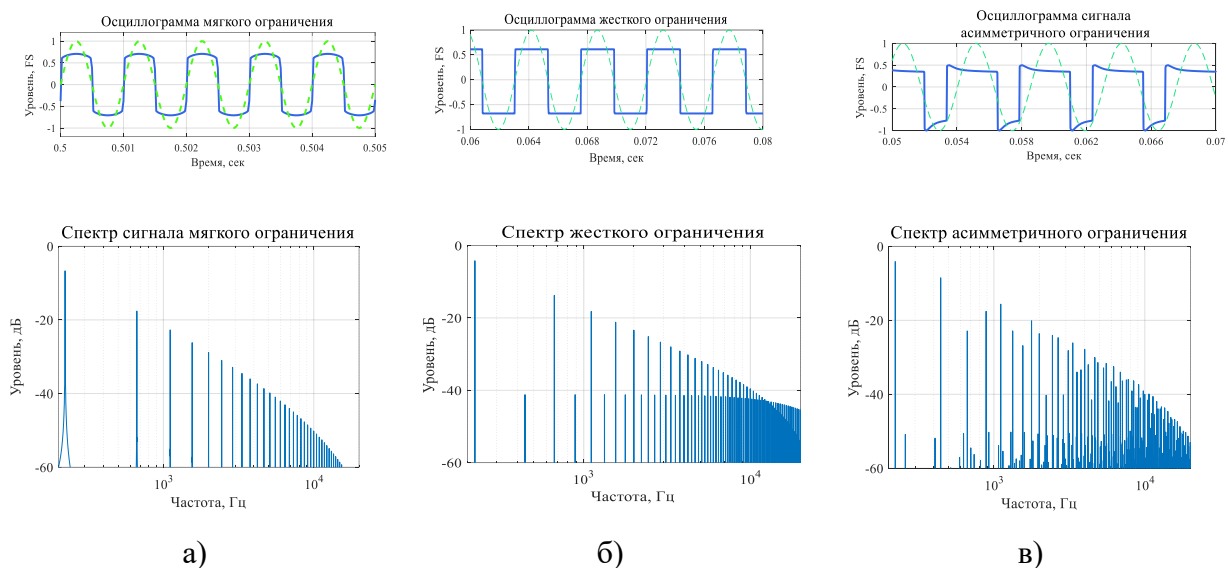 Осциллограмма мягкого ограничения
Уровень, FS
1
0.5
0
-0.5
-1
0.5 0.501 0.502 0.503 0.504 0.505
Время, сек
Осциллограмма жесткого ограничения
Уровень, FS
1
0.5
0
-0.5
-1
0.06 0.064 0.068 0.072 0.076 0.08
Время, сек
Осциллограмма сигнала
асимметричного ограничения
Уровень, FS
1
0.5
0
-0.5
-1
0.05 0.054 0.058 0.062 0.066 0.07
Время, сек
Спектр сигнала мягкого ограничения
Уровень, дБ
0
-20
-40
-60
10³ 10⁴
Частота, Гц
Спектр жесткого ограничения
Уровень, дБ
0
-20
-40
-60
10³ 10⁴
Частота, Гц
Спектр асимметричного ограничения
Уровень, дБ
0
-20
-40
-60
10³ 10⁴
Частота, Гц
а) б) в)